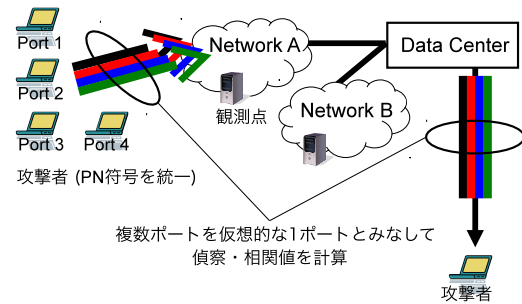 Port 1
Port 2
Port 3
Port 4
攻撃者 (PN符号を統一)
Network A
観測点
Network B
Data Center
複数ポートを仮想的な1ポートとみなして
偵察・相関値を計算
攻撃者